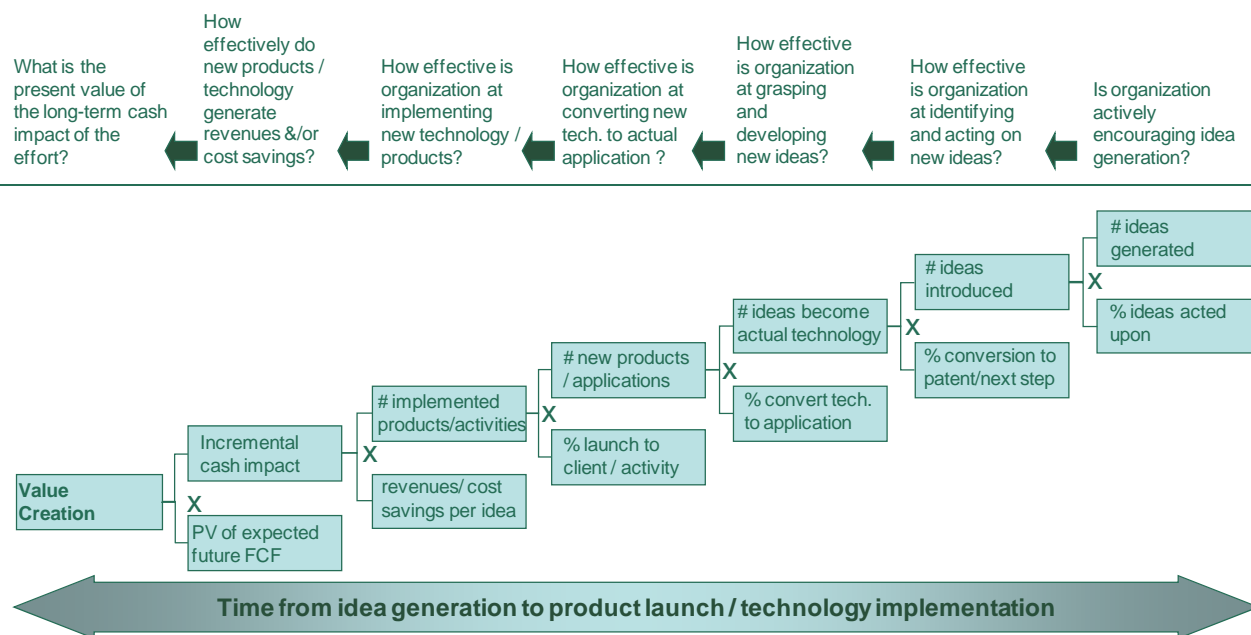 What is the
present value of
the long-term cash
impact of the
effort?
How
effectively do
new products /
technology
generate
revenues &/or
cost savings?
How effective is
organization at
implementing
new technology /
products?
How effective is
organization at
converting new
tech. to actual
application ?
How effective
is organization
at grasping
and
developing
new ideas?
How effective
is organization
at identifying
and acting on
new ideas?
Is organization
actively
encouraging idea
generation?
# ideas
generated
X
% ideas acted
upon
# ideas
introduced
X
% conversion to
patent/next step
# ideas become
actual technology
X
% convert tech.
to application
# new products
/ applications
X
% launch to
client / activity
# implemented
products/activities
X
revenues/ cost
savings per idea
Incremental
cash impact
X
PV of expected
future FCF
Value
Creation
Time from idea generation to product launch / technology implementation